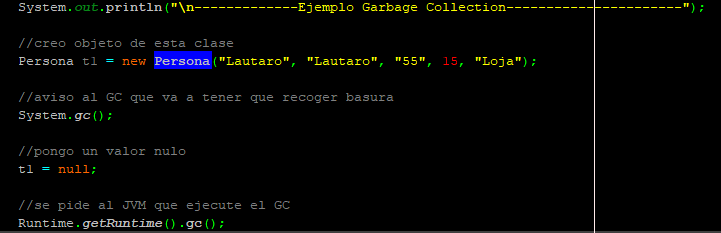 System.out.println("\n-------------Ejemplo Garbage Collection----------------------");
//creo objeto de esta clase
Persona t1 = new Persona("Lautaro", "Lautaro", "55", 15, "Loja");
//aviso al GC que va a tener que recoger basura
System.gc();
//pongo un valor nulo
t1 = null;
//se pide al JVM que ejecute el GC
Runtime.getRuntime().gc();